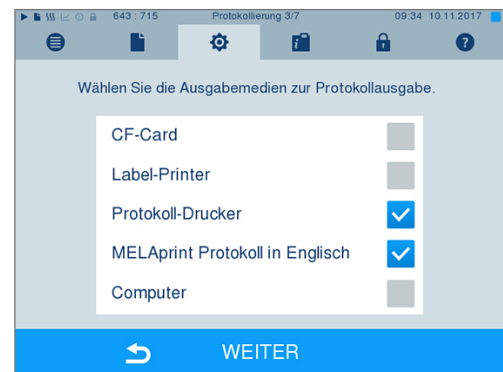 643 : 715 Protokollierung 3/7 09:34 10.11.2017
Wählen Sie die Ausgabemedien zur Protokollausgabe.
CF-Card
Label-Printer
Protokoll-Drucker
MELAprint Protokoll in Englisch
Computer
WEITER